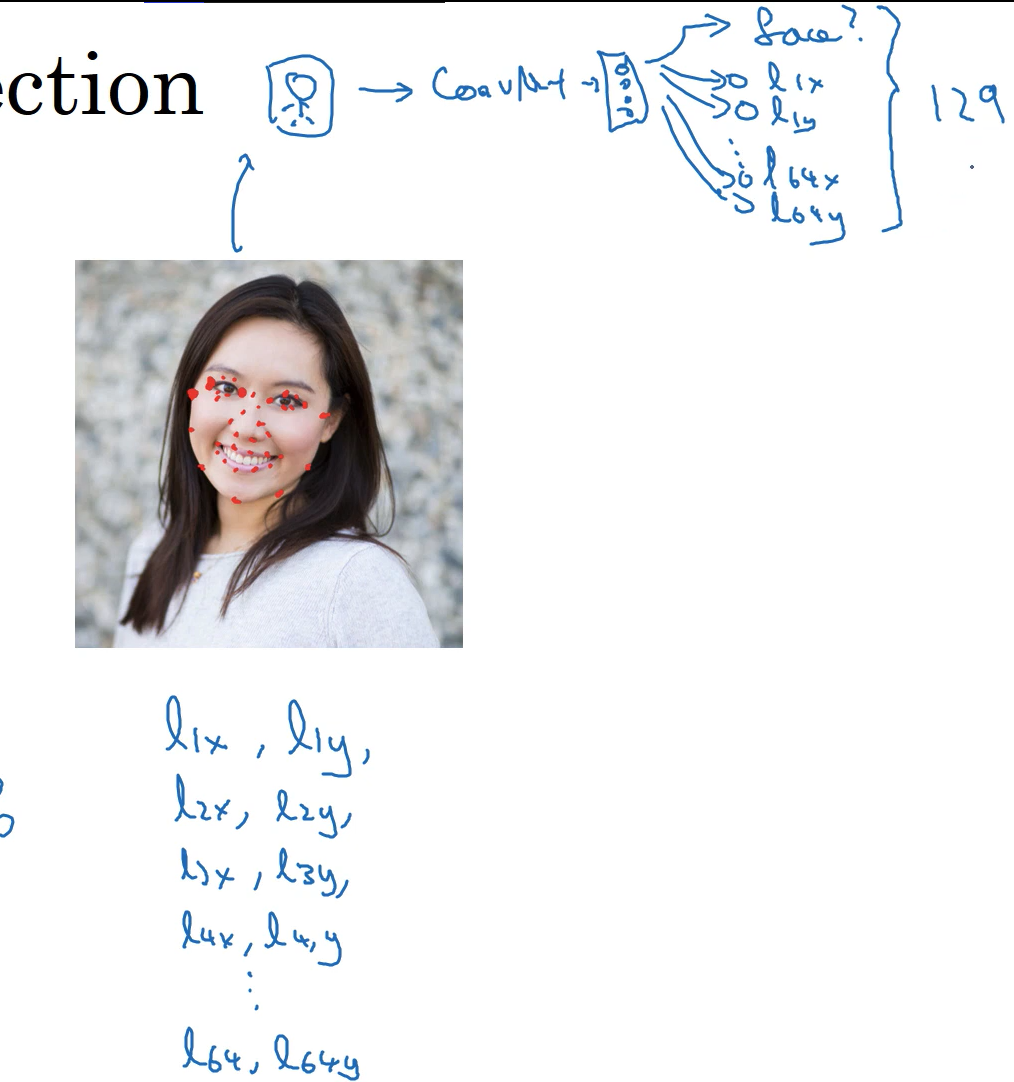 ection
ConvNet
face?
l1x
l1y
l64x
l64y
129
l1x, l1y,
l2x, l2y,
l3x, l3y,
l4x, l4,y
l64, l64y